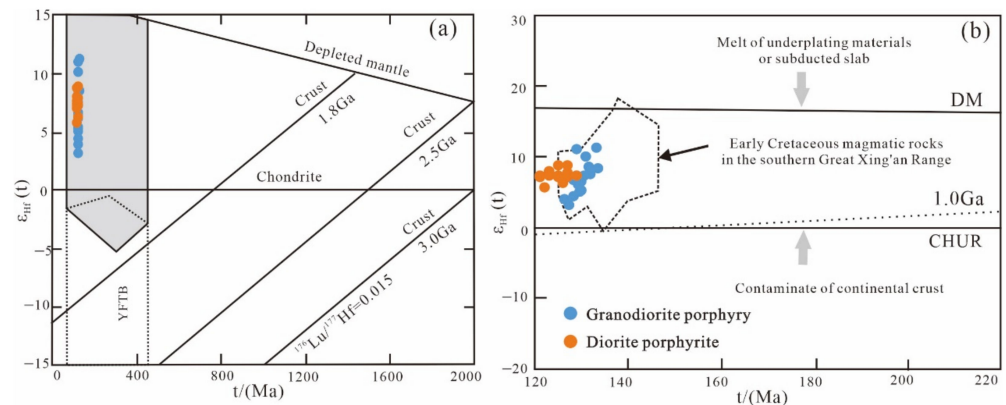 (a)
15
10
5
0
−5
−10
−15
εHf (t)
Depleted mantle
Crust
1.8Ga
Crust
2.5Ga
Chondrite
Crust
3.0Ga
YFTB
¹⁷⁶Lu/¹⁷⁷Hf=0.015
0
400
800
1200
1600
2000
t/(Ma)
(b)
30
20
10
0
−10
−20
εHf (t)
Melt of underplating materials
or subducted slab
DM
Early Cretaceous magmatic rocks
in the southern Great Xing'an Range
1.0Ga
CHUR
Contaminate of continental crust
Granodiorite porphyry
Diorite porphyrite
120
140
160
180
200
220
t/(Ma)